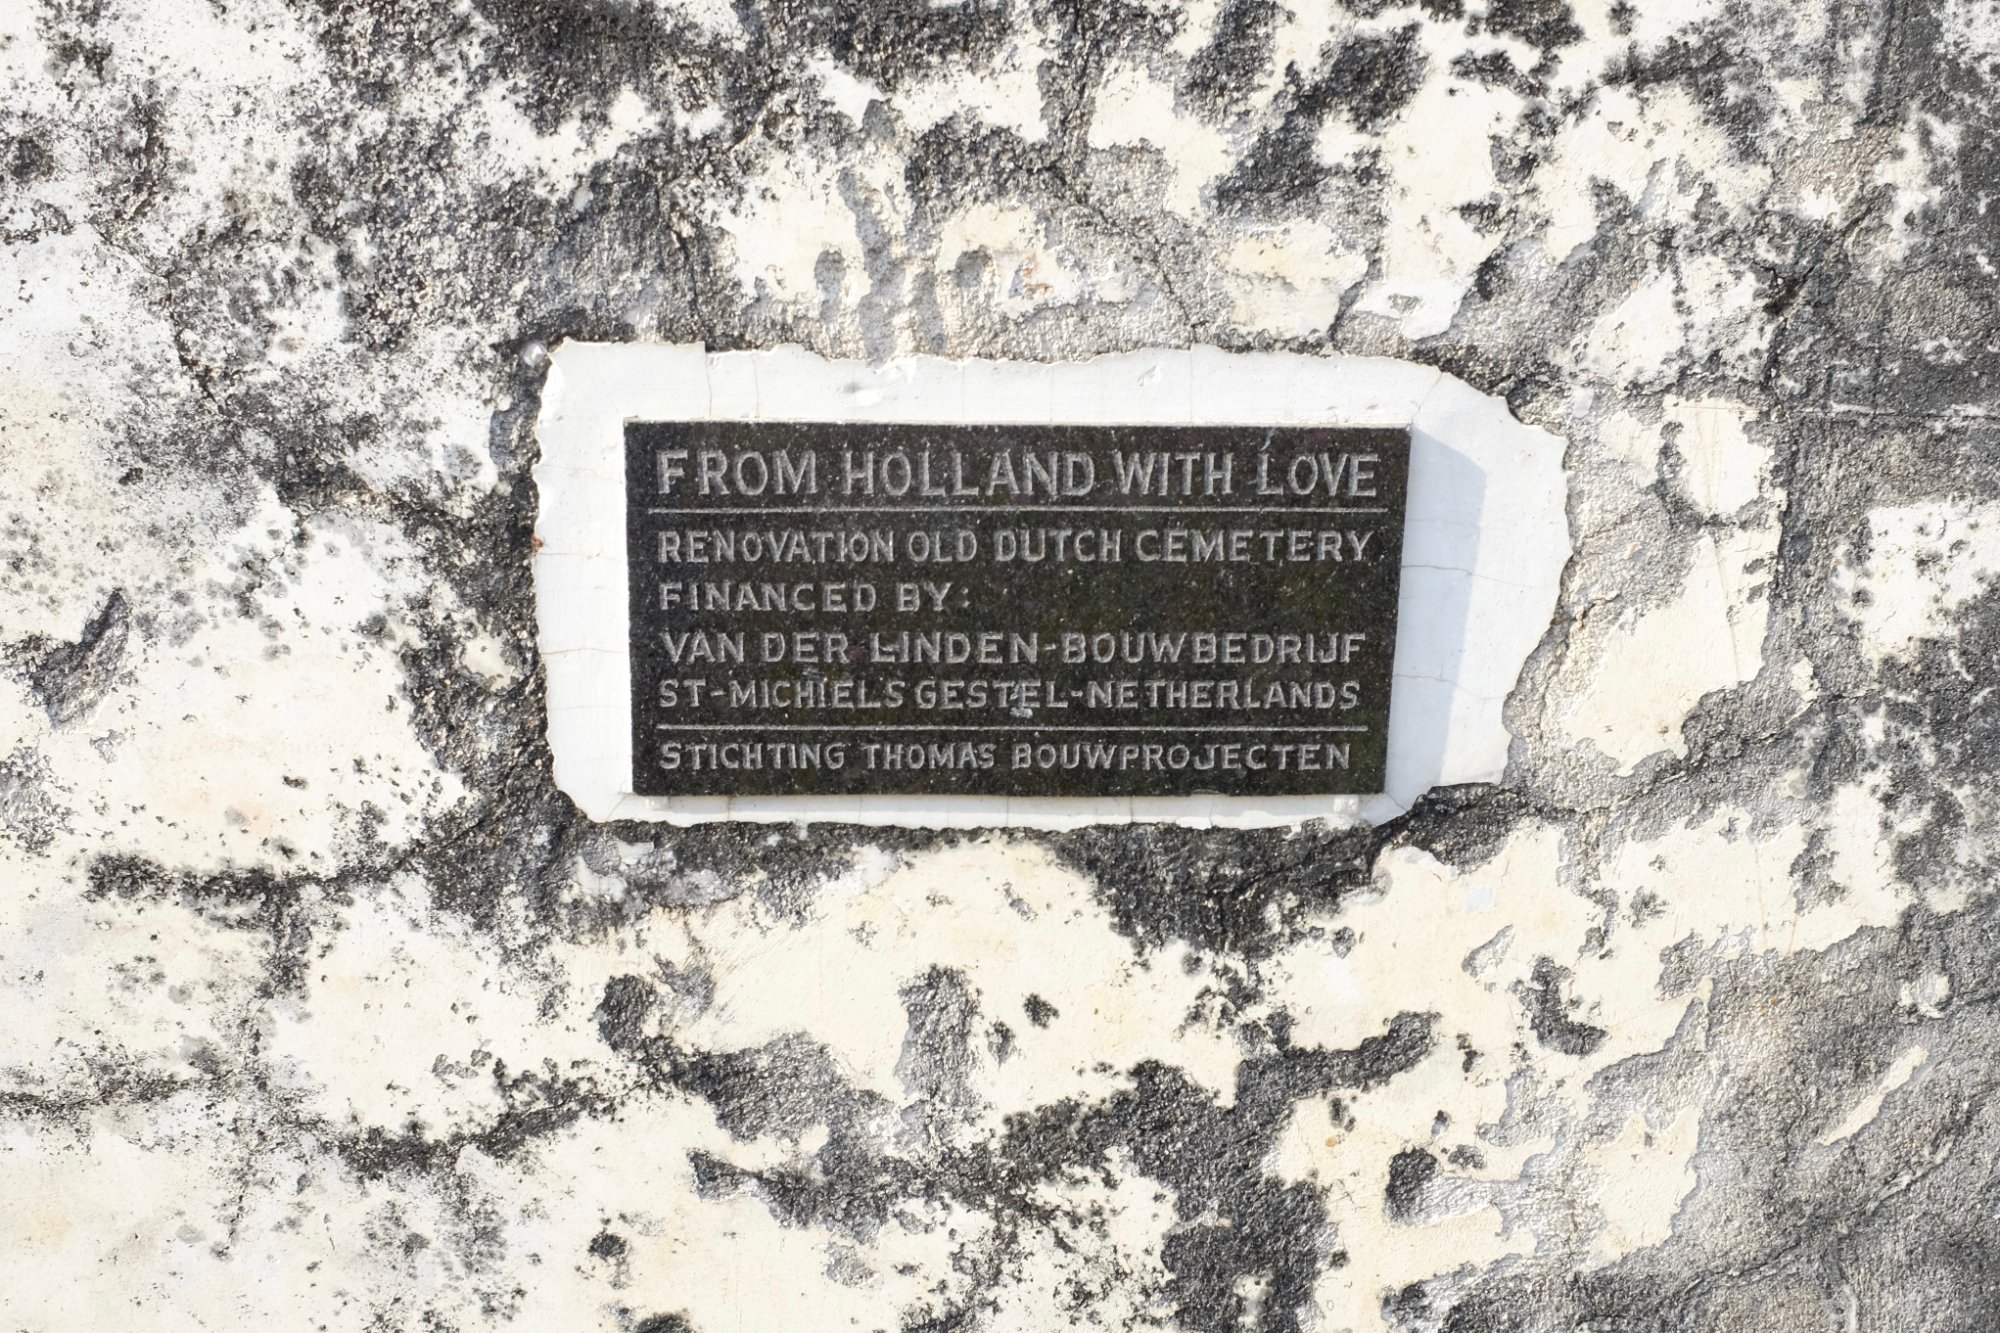 FROM HOLLAND WITH LOVE
RENOVATION OLD DUTCH CEMETERY
FINANCED BY:
VAN DER LINDEN-BOUWBEDRIJF
ST-MICHIELSGESTEL-NETHERLANDS
STICHTING THOMAS BOUWPROJECTEN